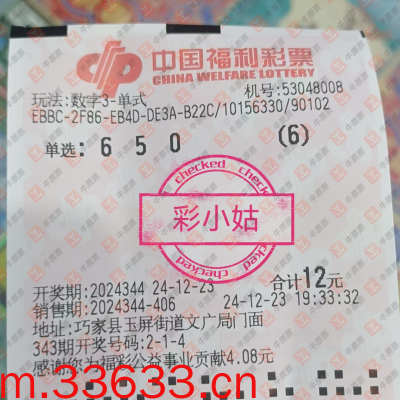 中国福利彩票
CHINA WELFARE LOTTERY
玩法:数字3-单式 机号:53048008
EBBC-2F86-EB4D-DE3A-B22C/10156330/90102
单选: 6 5 0 (6)
checked checked
彩小姑
checked checked
开奖期:2024344 24-12-23 合计12元
销售期:2024344-406 24-12-23 19:33:32
地址:巧家县玉屏街道文广局门面
343期开奖号码:2-1-4
感谢您为福彩公益事业贡献4.08元
m.33633.cn